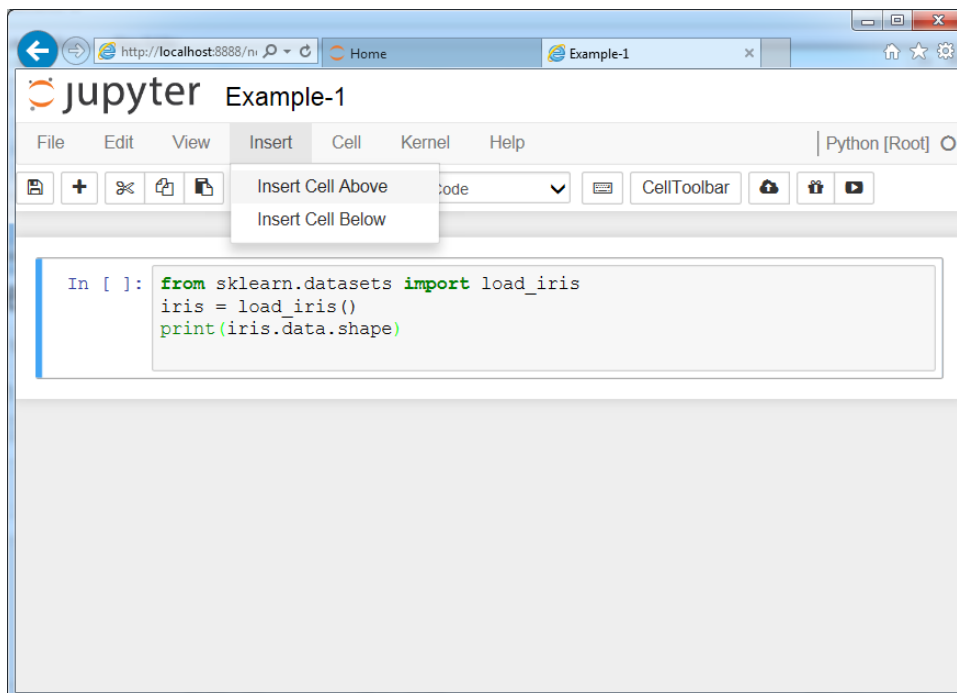 http://localhost:8888/n
Home
Example-1
jupyter Example-1
File Edit View Insert Cell Kernel Help Python [Root]
Insert Cell Above
Insert Cell Below
CellToolbar
In [ ]: from sklearn.datasets import load_iris
iris = load_iris()
print(iris.data.shape)